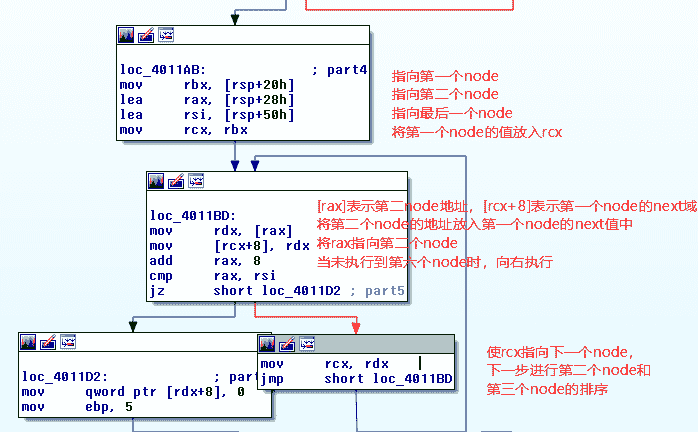 loc_4011AB: ; part4
mov rbx, [rsp+20h]
lea rax, [rsp+28h]
lea rsi, [rsp+50h]
mov rcx, rbx
指向第一个node
指向第二个node
指向最后一个node
将第一个node的值放入rcx
loc_4011BD:
mov rdx, [rax]
mov [rcx+8], rdx
add rax, 8
cmp rax, rsi
jz short loc_4011D2 ; part5
[rax]表示第二node地址，[rcx+8]表示第一个node的next域
将第二个node的地址放入第一个node的next值中
将rax指向第三个node
当未执行到第六个node时，向右执行
loc_4011D2: ; part
mov qword ptr [rdx+8], 0
mov ebp, 5
mov rcx, rdx
jmp short loc_4011BD
使rcx指向下一个node，
下一步进行第二个node和
第三个node的排序